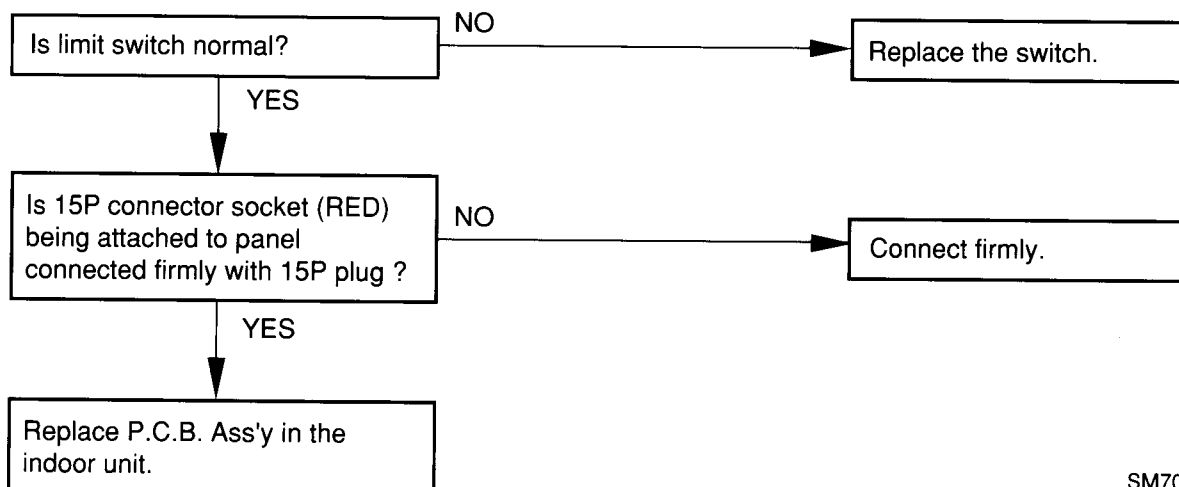 Is limit switch normal?
NO
Replace the switch.
YES
Is 15P connector socket (RED)
being attached to panel
connected firmly with 15P plug ?
NO
Connect firmly.
YES
Replace P.C.B. Ass'y in the
indoor unit.
SM70